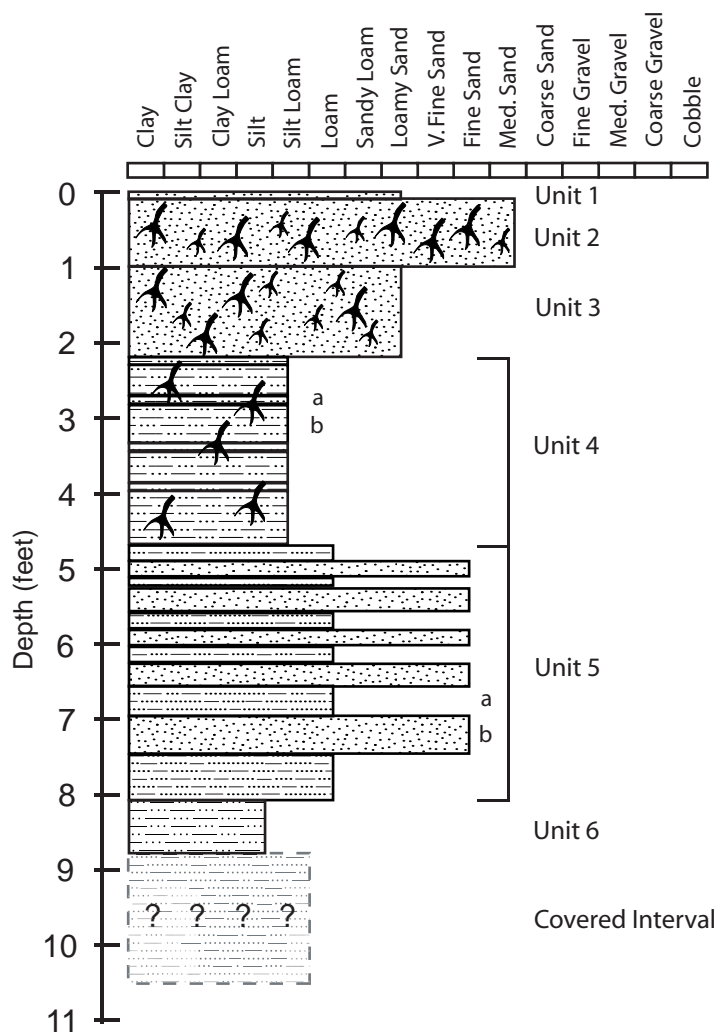 Clay
Silt Clay
Clay Loam
Silt
Silt Loam
Loam
Sandy Loam
Loamy Sand
V. Fine Sand
Fine Sand
Med. Sand
Coarse Sand
Fine Gravel
Med. Gravel
Coarse Gravel
Cobble
0
Unit 1
Unit 2
1
Unit 3
2
a
3
b
Unit 4
4
5
Depth (feet)
6
Unit 5
a
7
b
8
Unit 6
9
? ? ? ?
Covered Interval
10
11